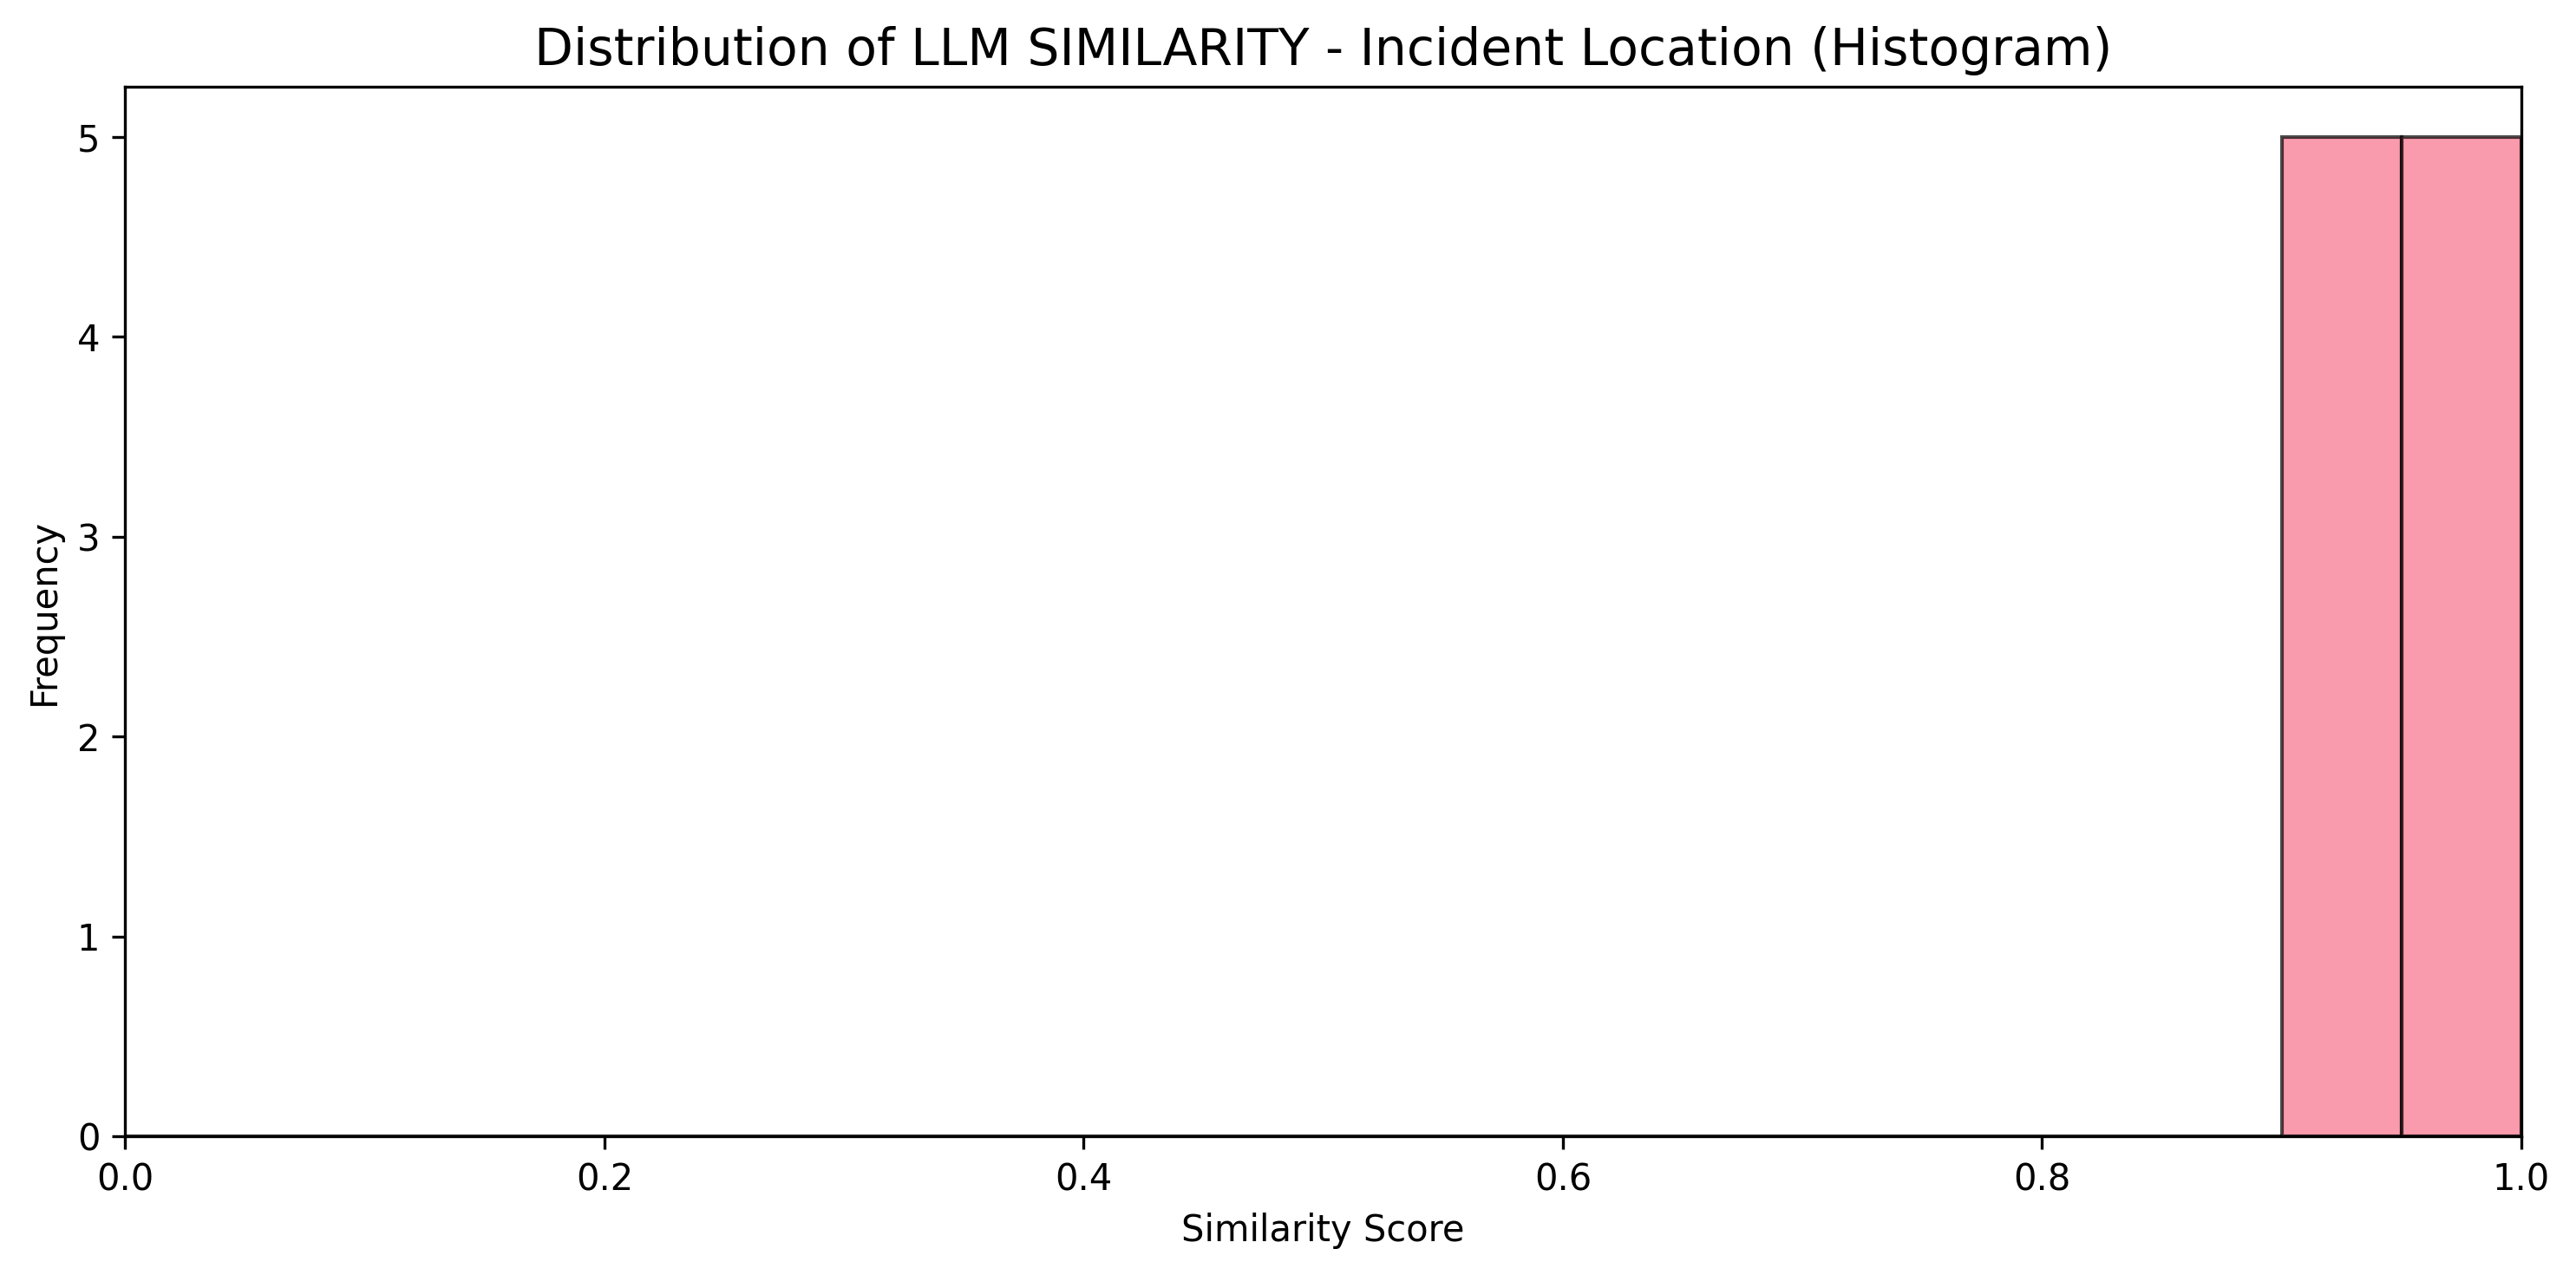 Distribution of LLM SIMILARITY - Incident Location (Histogram)
5
4
3
2
1
0
Frequency
0.0 0.2 0.4 0.6 0.8 1.0
Similarity Score